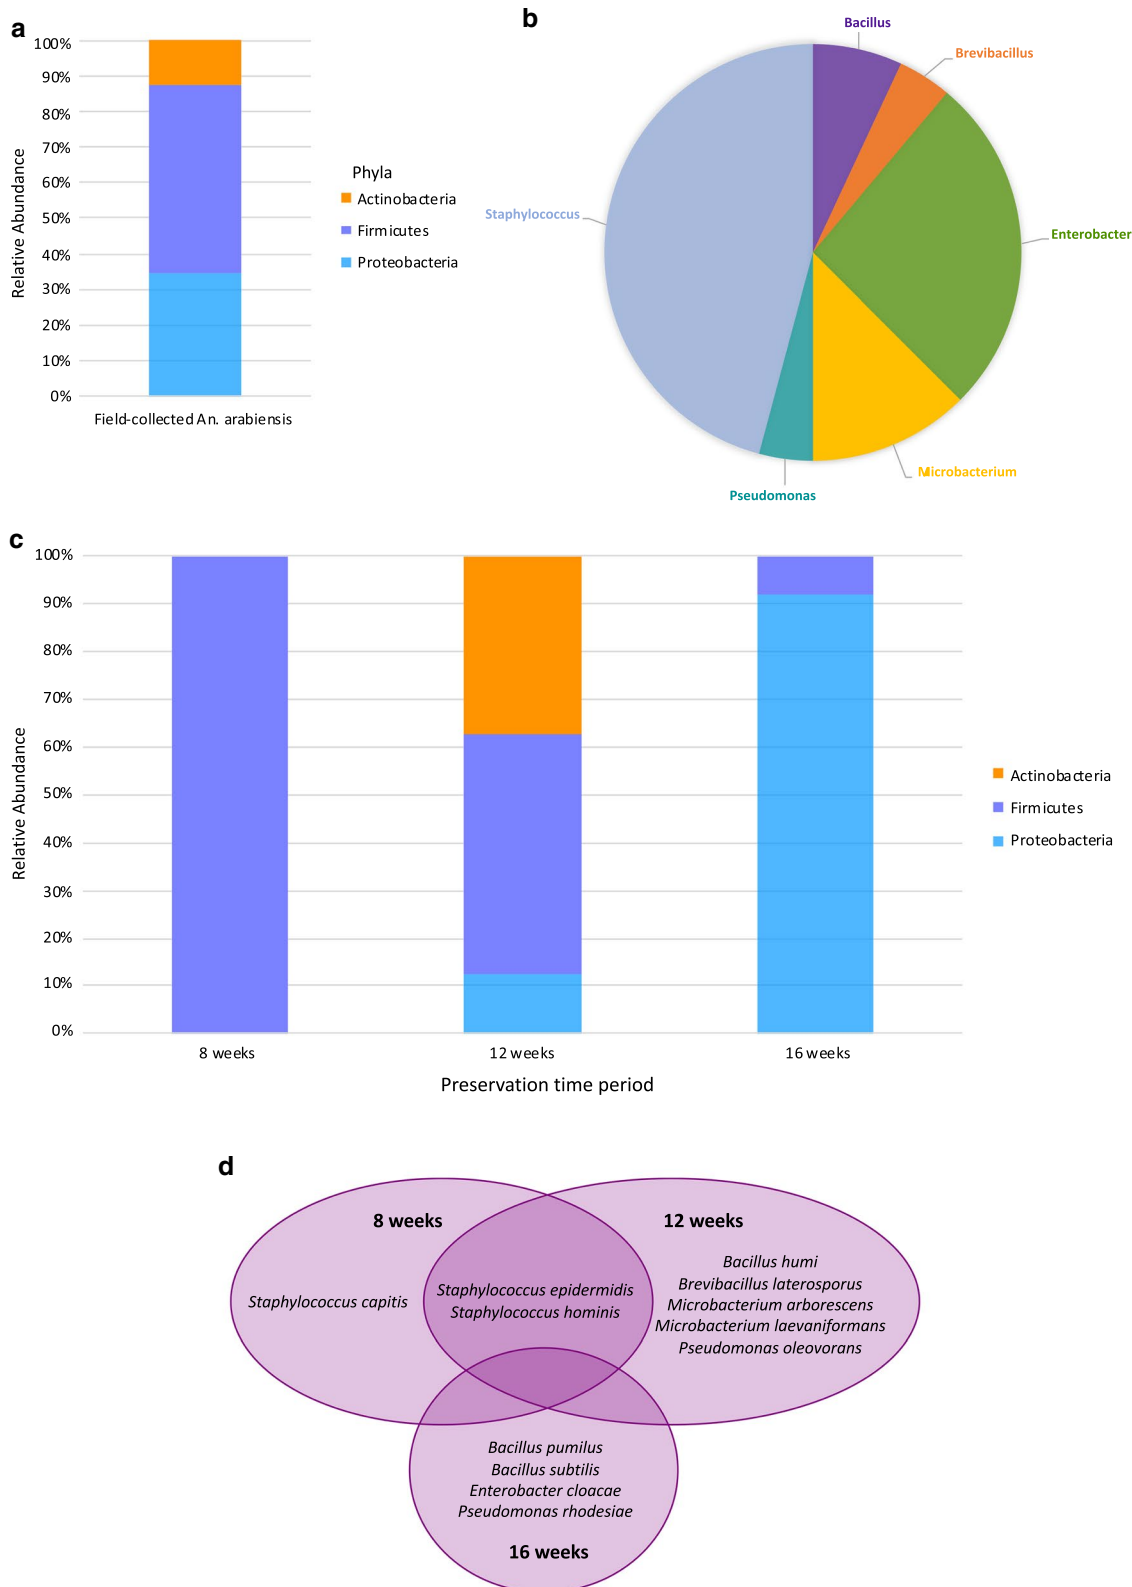 a
100%
90%
80%
70%
60%
50%
40%
30%
20%
10%
0%
Relative Abundance
Field-collected An. arabiensis
Phyla
Actinobacteria
Firmicutes
Proteobacteria
b
Bacillus
Brevibacillus
Staphylococcus
Enterobacter
Microbacterium
Pseudomonas
c
100%
90%
80%
70%
60%
50%
40%
30%
20%
10%
0%
Relative Abundance
8 weeks
12 weeks
16 weeks
Preservation time period
Actinobacteria
Firmicutes
Proteobacteria
d
8 weeks
12 weeks
Staphylococcus capitis
Staphylococcus epidermidis
Staphylococcus hominis
Bacillus humi
Brevibacillus laterosporus
Microbacterium arborescens
Microbacterium laevaniformans
Pseudomonas oleovorans
Bacillus pumilus
Bacillus subtilis
Enterobacter cloacae
Pseudomonas rhodesiae
16 weeks